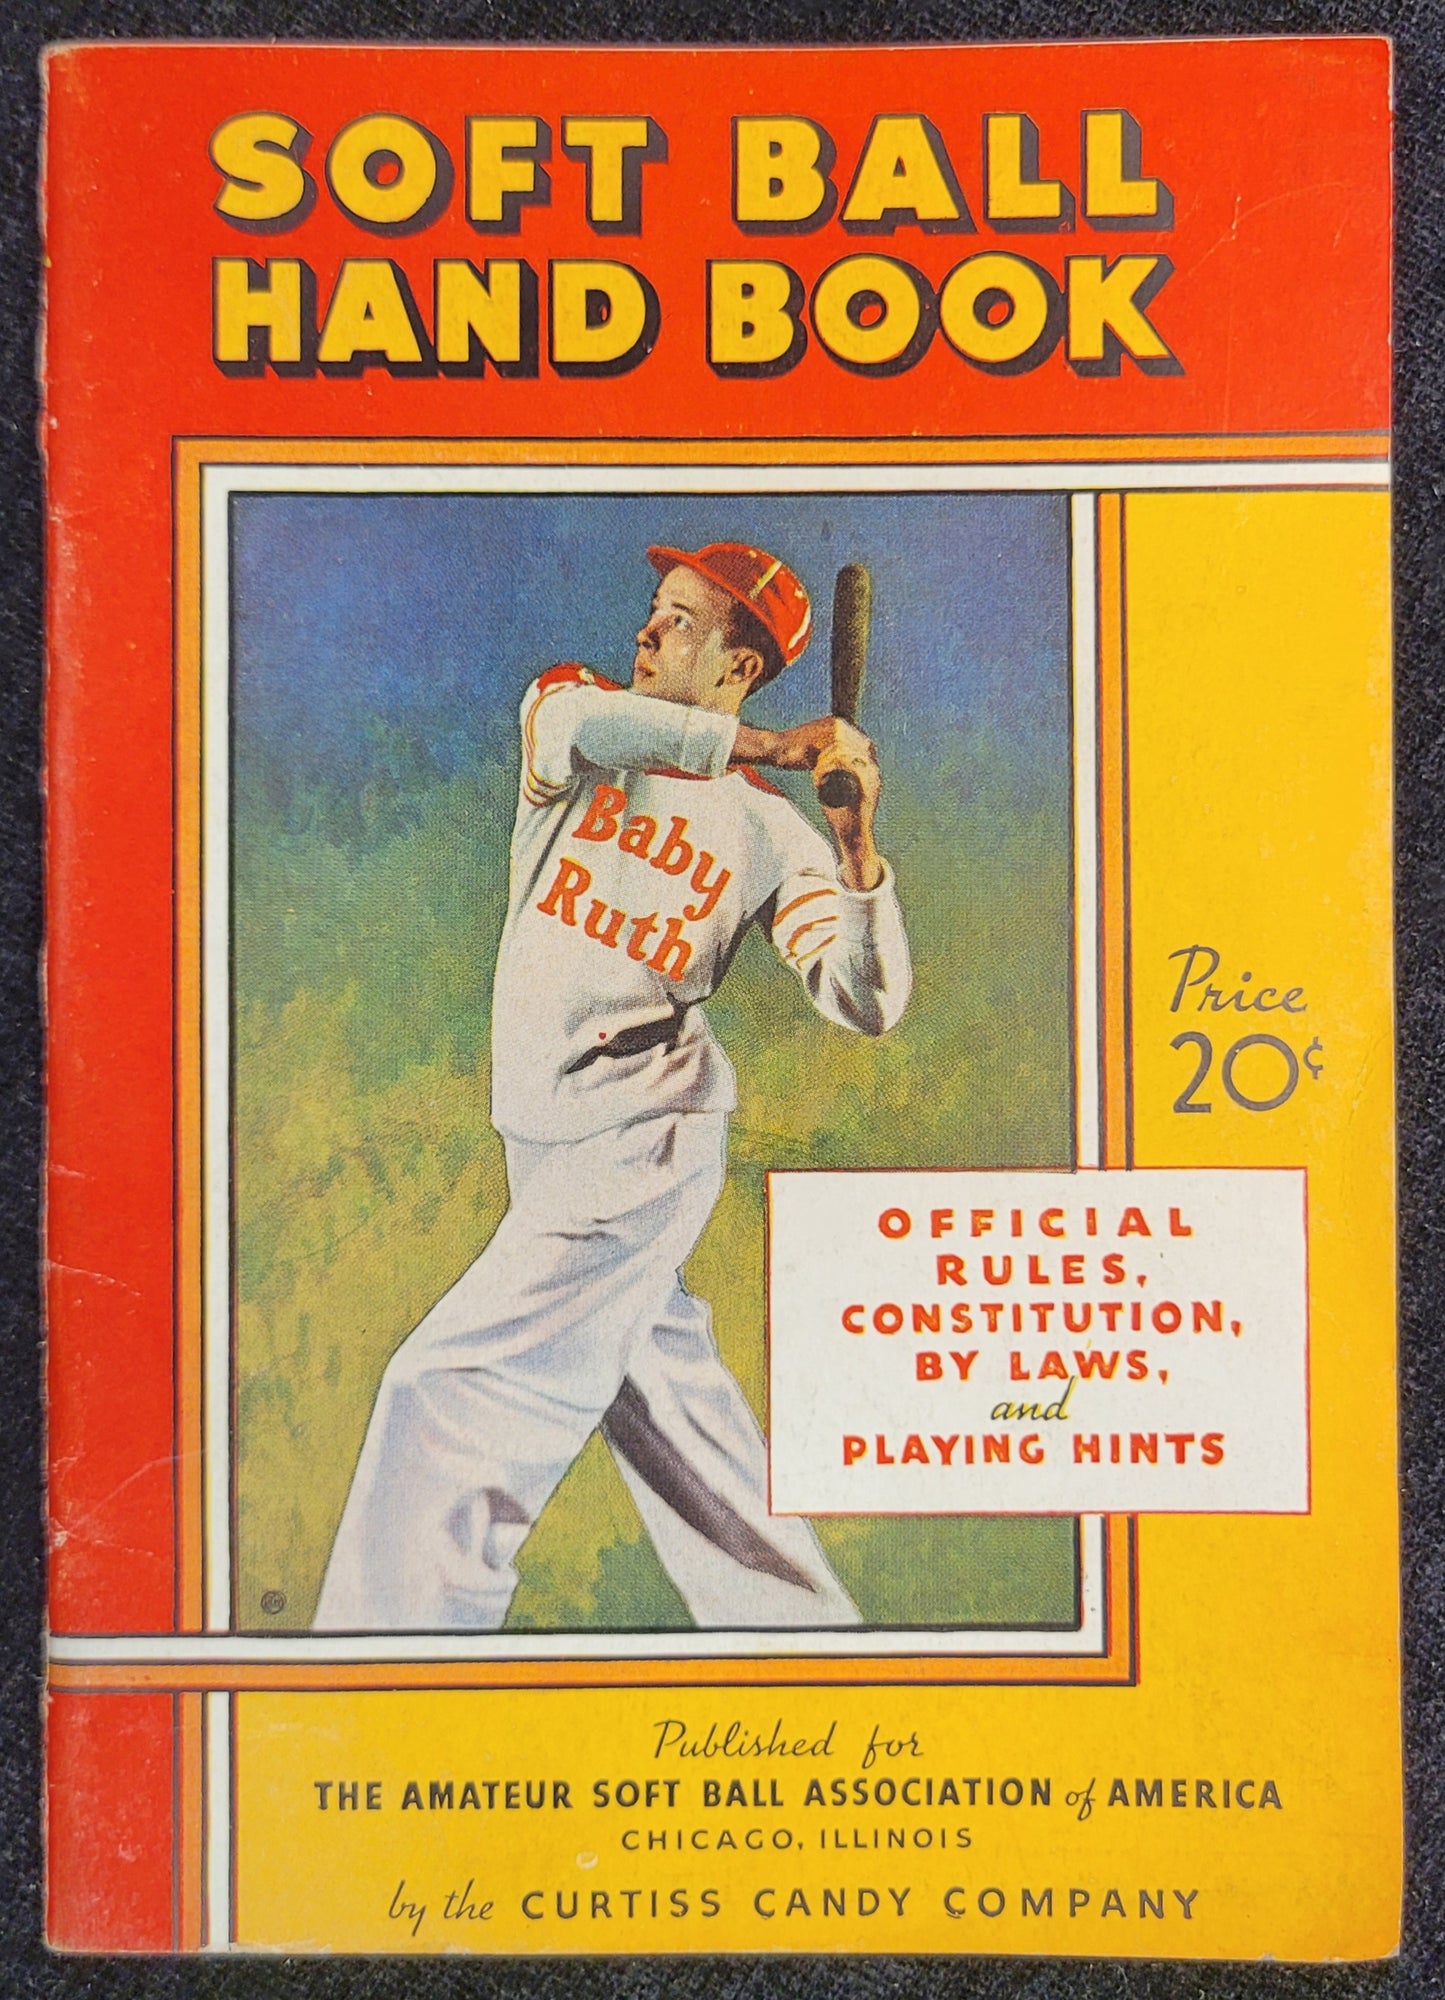 SOFT BALL
HAND BOOK
Baby
Ruth
Price
20¢
OFFICIAL
RULES,
CONSTITUTION,
BY LAWS,
and
PLAYING HINTS
Published for
THE AMATEUR SOFT BALL ASSOCIATION of AMERICA
CHICAGO, ILLINOIS
by the CURTISS CANDY COMPANY